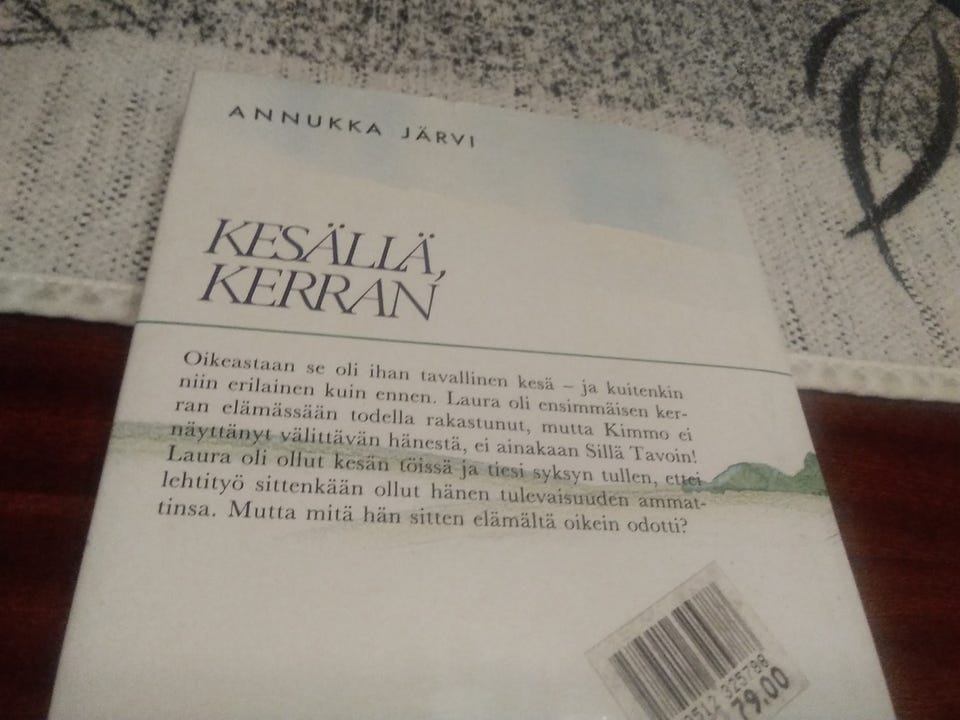 ANNUKKA JÄRVI
KESÄLLÄ,
KERRAN
Oikeastaan se oli ihan tavallinen kesä – ja kuitenkin
niin erilainen kuin ennen. Laura oli ensimmäisen ker-
ran elämässään todella rakastunut, mutta Kimmo ei
näyttänyt välittävän hänestä, ei ainakaan Sillä Tavoin!
Laura oli ollut kesän töissä ja tiesi syksyn tullen, ettei
lehtityö sittenkään ollut hänen tulevaisuuden ammat-
tinsa. Mutta mitä hän sitten elämältä oikein odotti?
325798
79.00